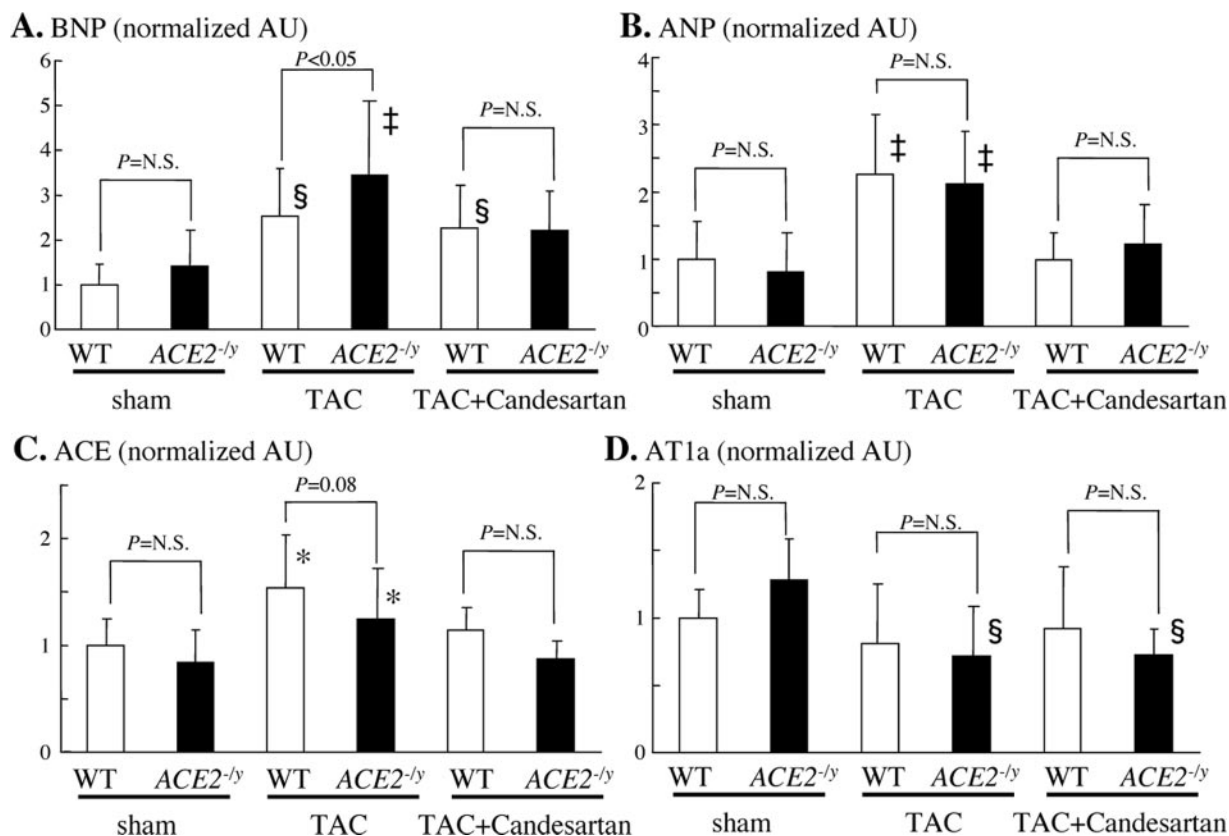 A. BNP (normalized AU)
6
5
4
3
2
1
0
P=N.S.
P<0.05
P=N.S.
§
‡
§
WT ACE2-/y WT ACE2-/y WT ACE2-/y
sham TAC TAC+Candesartan
B. ANP (normalized AU)
4
3
2
1
0
P=N.S.
P=N.S.
P=N.S.
‡
‡
WT ACE2-/y WT ACE2-/y WT ACE2-/y
sham TAC TAC+Candesartan
C. ACE (normalized AU)
2
1
0
P=N.S.
P=0.08
P=N.S.
*
*
WT ACE2-/y WT ACE2-/y WT ACE2-/y
sham TAC TAC+Candesartan
D. AT1a (normalized AU)
2
1
0
P=N.S.
P=N.S.
P=N.S.
§
§
WT ACE2-/y WT ACE2-/y WT ACE2-/y
sham TAC TAC+Candesartan